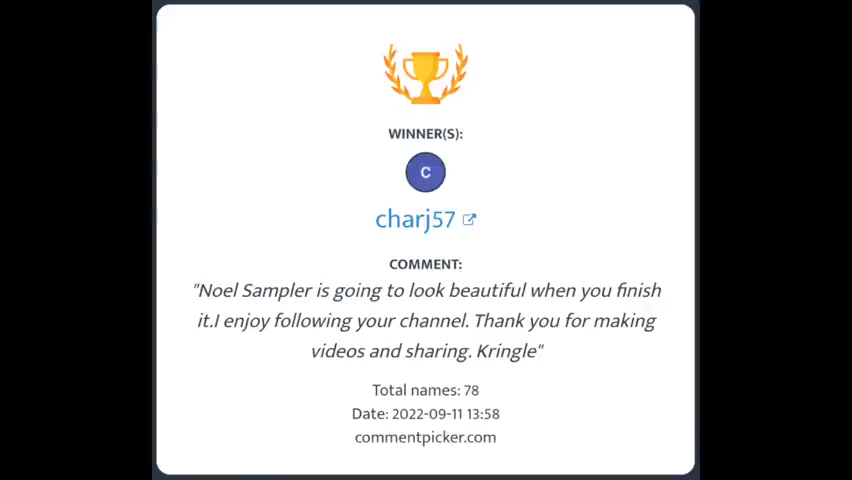 WINNER(S):
C
charj57
COMMENT:
"Noel Sampler is going to look beautiful when you finish
it.I enjoy following your channel. Thank you for making
videos and sharing. Kringle"
Total names: 78
Date: 2022-09-11 13:58
commentpicker.com